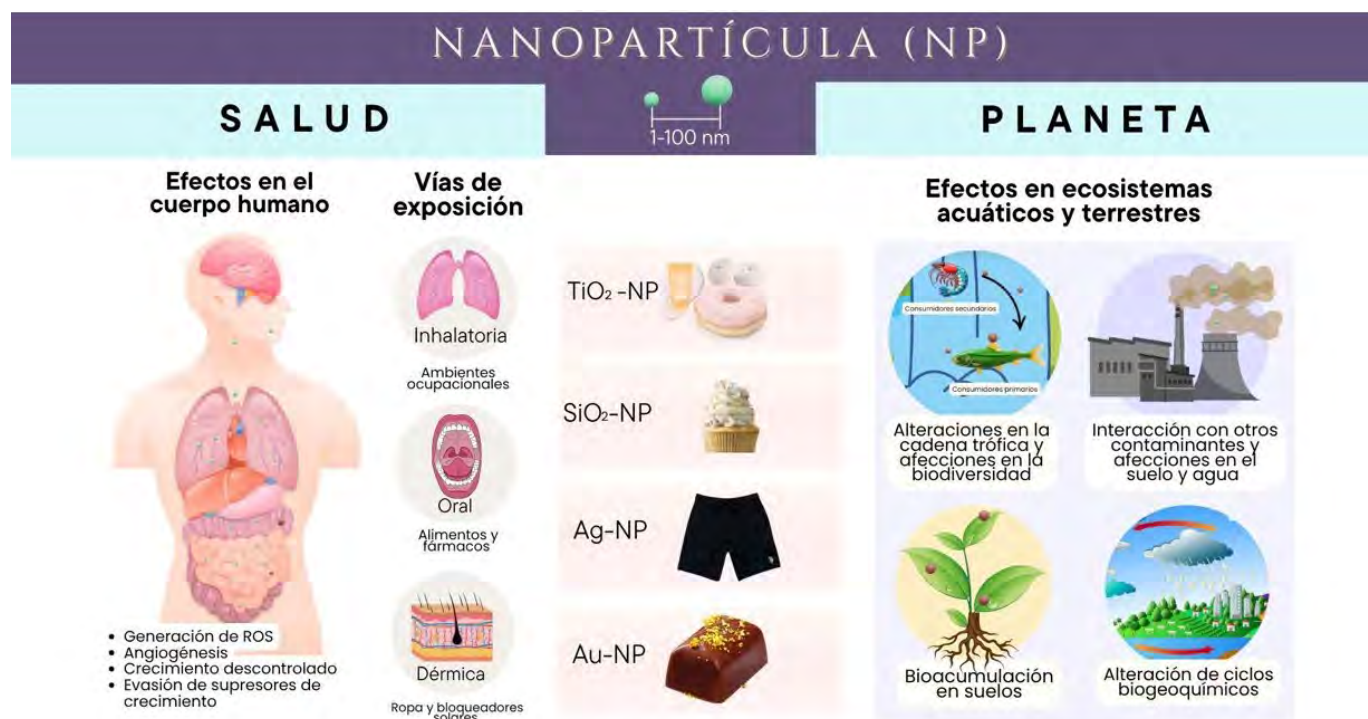 NANOPARTÍCULA (NP)
SALUD
1-100 nm
PLANETA
Efectos en el
cuerpo humano
Generación de ROS
Angiogénesis
Crecimiento descontrolado
Evasión de supresores de
crecimiento
Vías de
exposición
Inhalatoria
Ambientes
ocupacionales
Oral
Alimentos y
fármacos
Dérmica
Ropa y bloqueadores
solares
TiO₂-NP
SiO₂-NP
Ag-NP
Au-NP
Efectos en ecosistemas
acuáticos y terrestres
Consumidores secundarios
Consumidores primarios
Alteraciones en la
cadena trófica y
afecciones en la
biodiversidad
Interacción con otros
contaminantes y
afecciones en el
suelo y agua
Bioacumulación
en suelos
Alteración de ciclos
biogeoquímicos